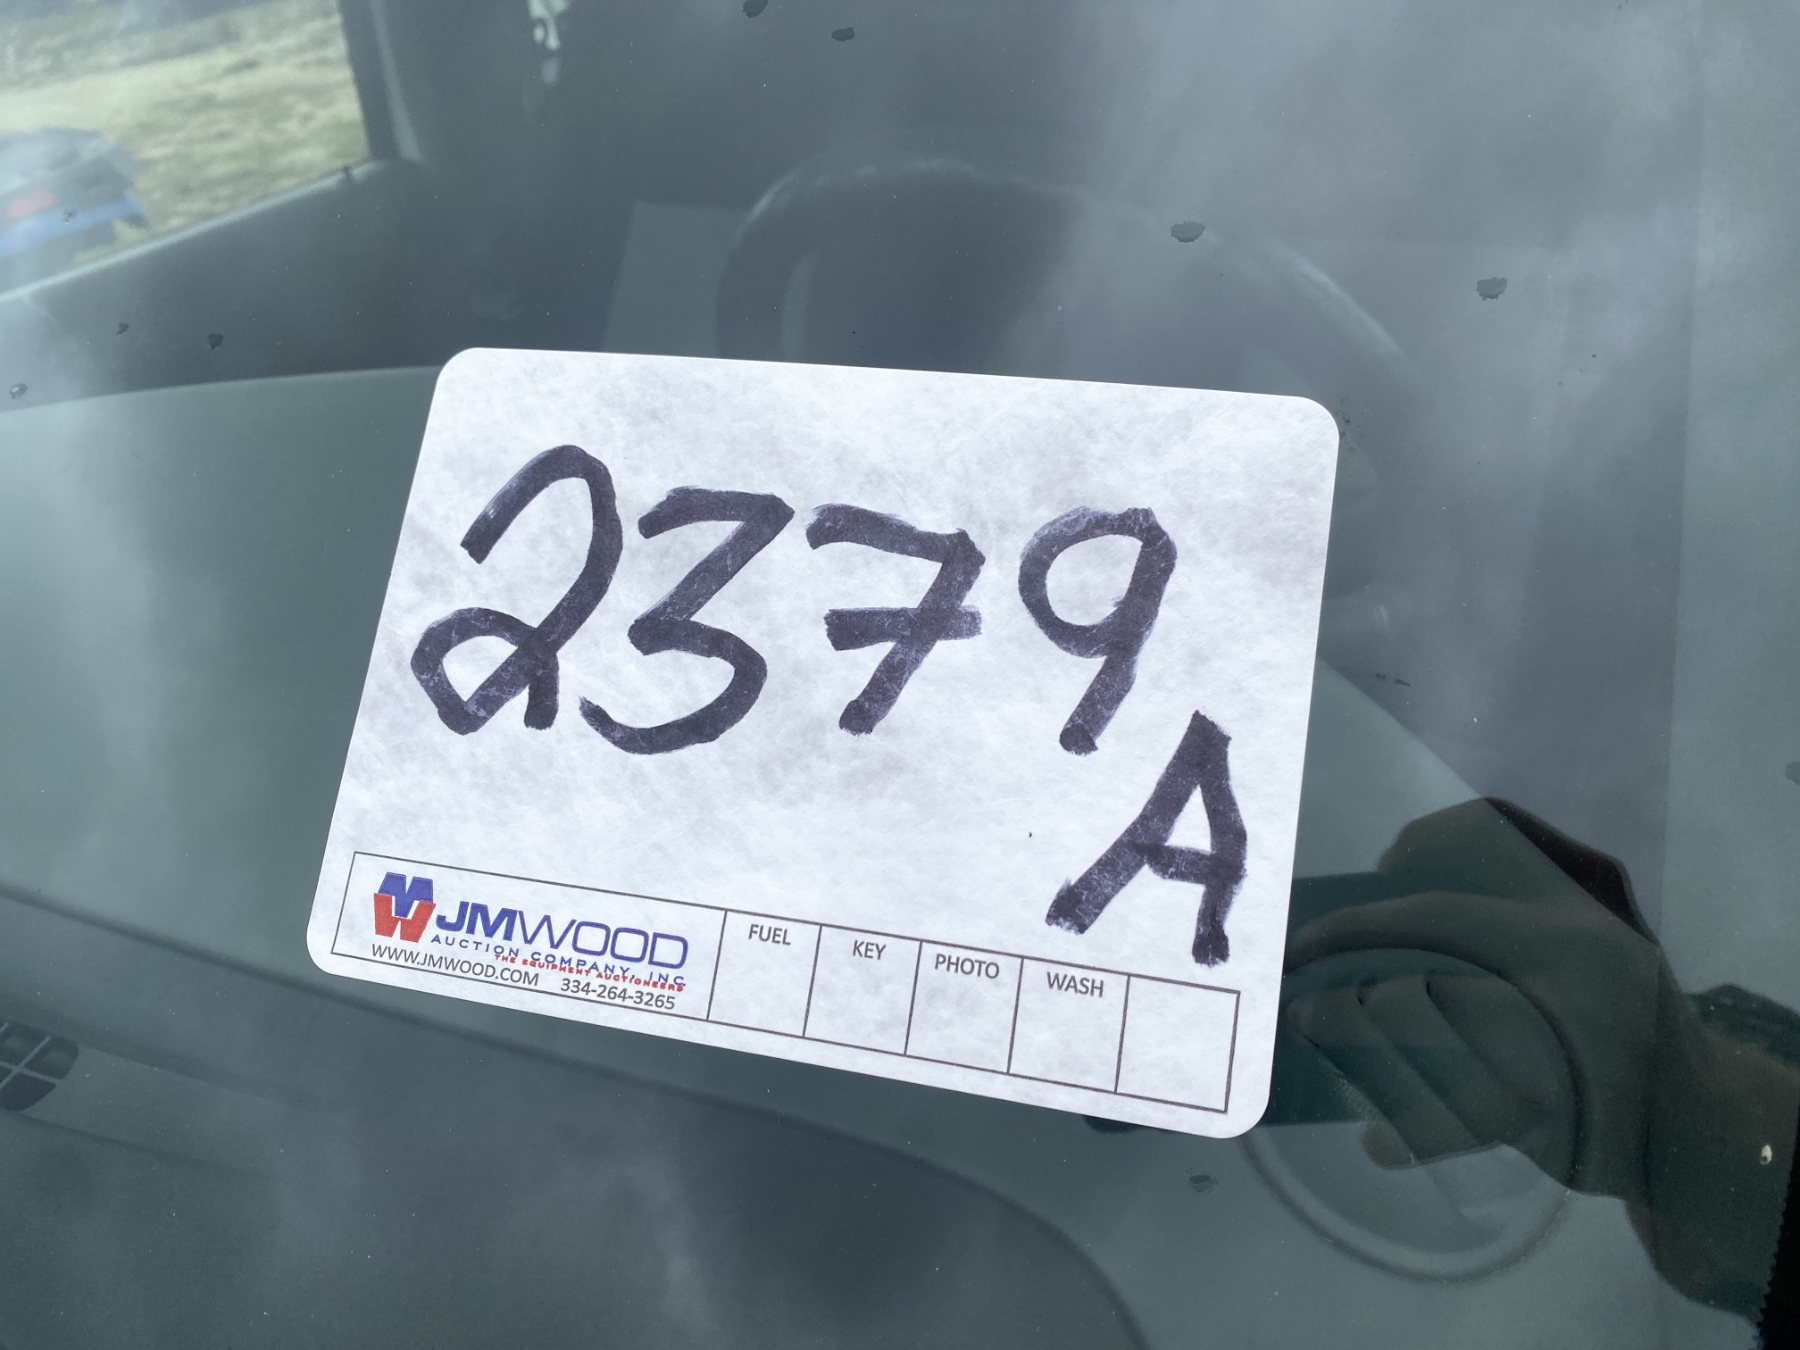 2379
A
JMWOOD
AUCTION COMPANY, INC.
THE EQUIPMENT AUCTIONEERS
WWW.JMWOOD.COM 334-264-3265
FUEL KEY PHOTO WASH